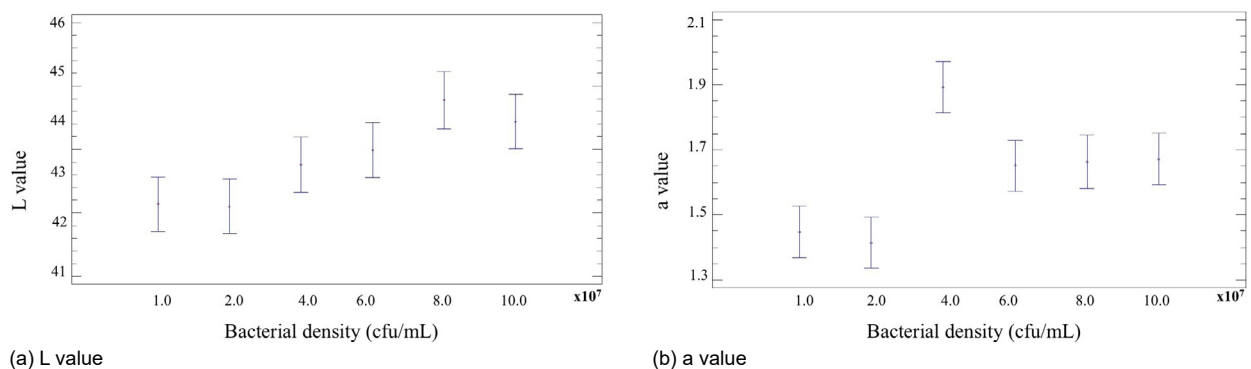 46
45
44
43
42
41
L value
1.0 2.0 4.0 6.0 8.0 10.0 x10⁷
Bacterial density (cfu/mL)
(a) L value
2.1
1.9
1.7
1.5
1.3
a value
1.0 2.0 4.0 6.0 8.0 10.0 x10⁷
Bacterial density (cfu/mL)
(b) a value